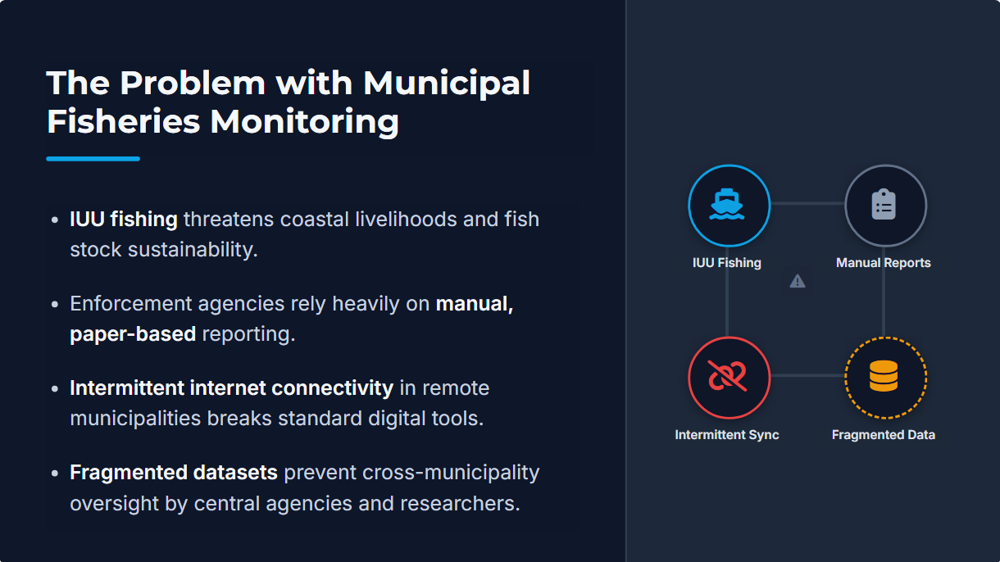 The Problem with Municipal
Fisheries Monitoring
• IUU fishing threatens coastal livelihoods and fish
stock sustainability.
• Enforcement agencies rely heavily on manual,
paper-based reporting.
• Intermittent internet connectivity in remote
municipalities breaks standard digital tools.
• Fragmented datasets prevent cross-municipality
oversight by central agencies and researchers.
IUU Fishing
Manual Reports
Intermittent Sync
Fragmented Data